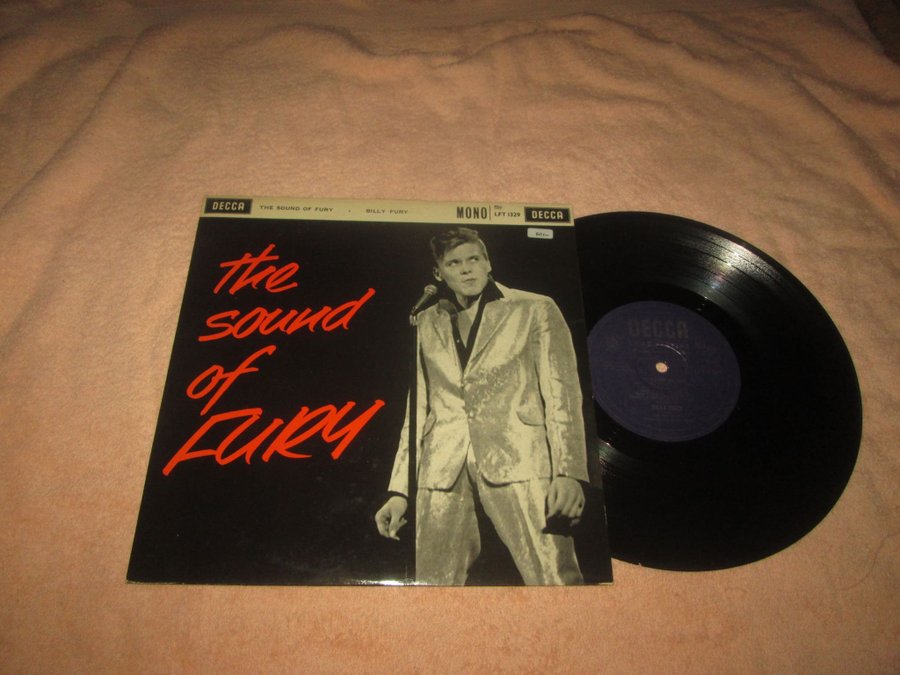 DECCA THE SOUND OF FURY · BILLY FURY MONO LFT 1329 DECCA
the
sound
of
FURY
DECCA